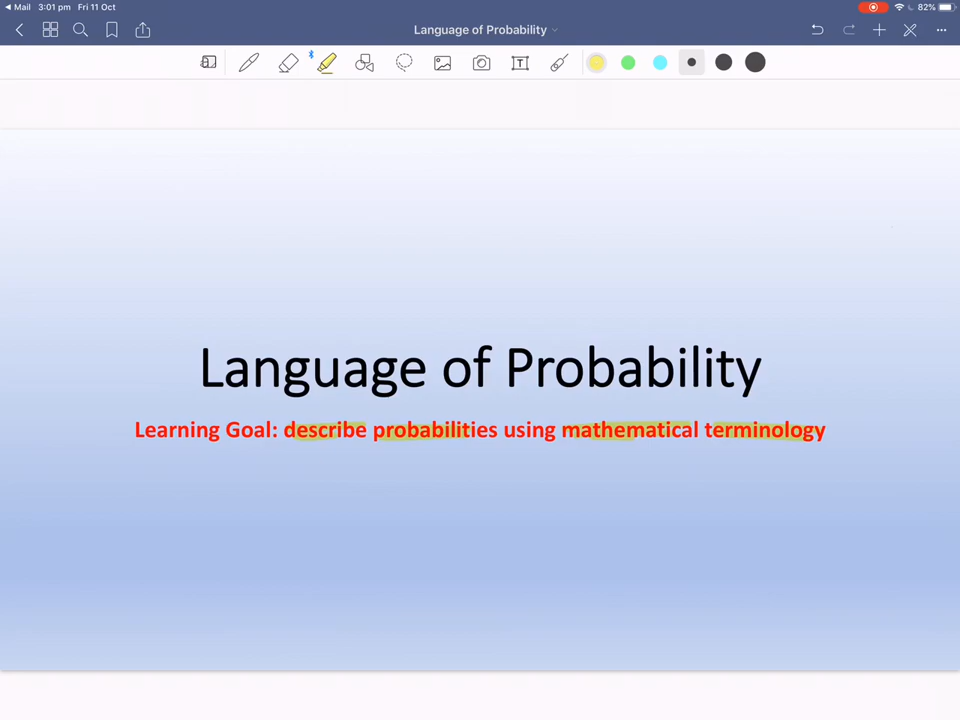 Mail 3:01 pm Fri 11 Oct 82%
Language of Probability
T
Language of Probability
Learning Goal: describe probabilities using mathematical terminology